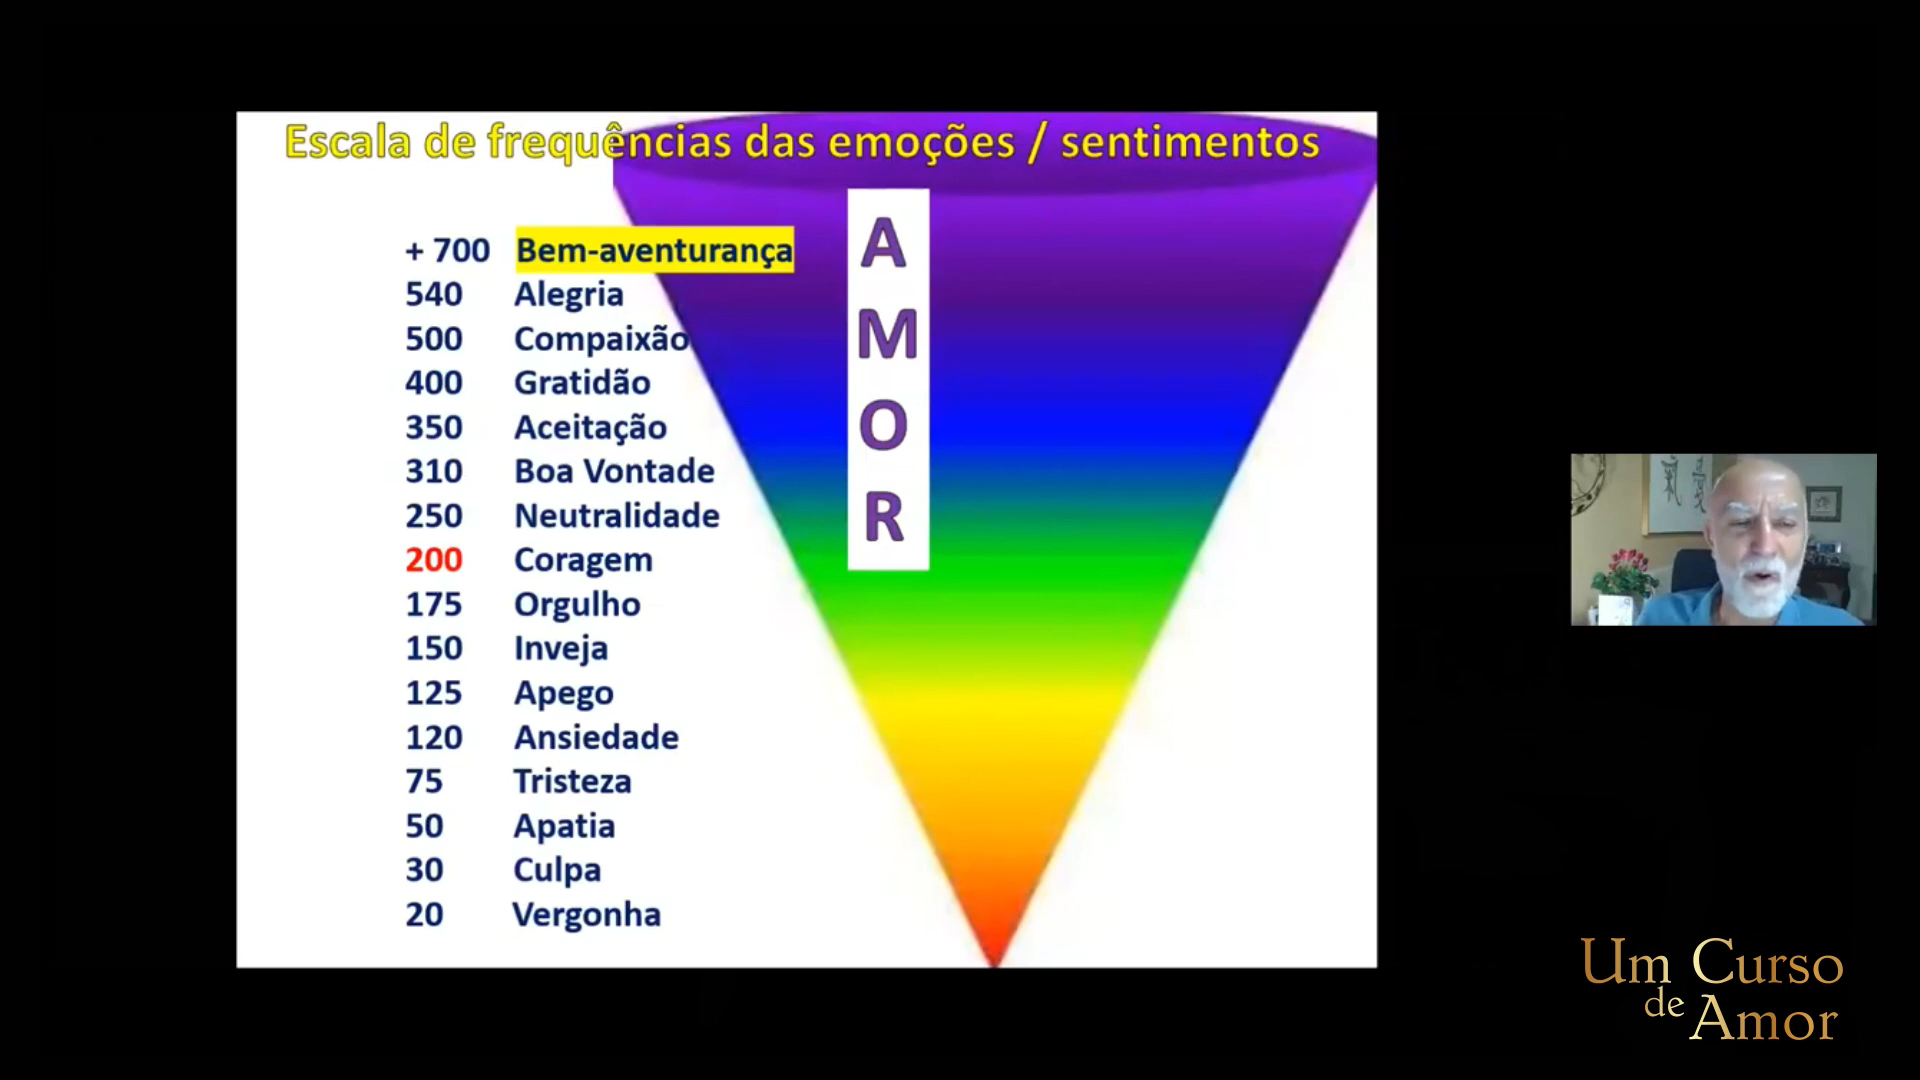 Escala de frequências das emoções / sentimentos
+ 700 Bem-aventurança
540 Alegria
500 Compaixão
400 Gratidão
350 Aceitação
310 Boa Vontade
250 Neutralidade
200 Coragem
175 Orgulho
150 Inveja
125 Apego
120 Ansiedade
75 Tristeza
50 Apatia
30 Culpa
20 Vergonha
A
M
O
R
Um Curso
de Amor